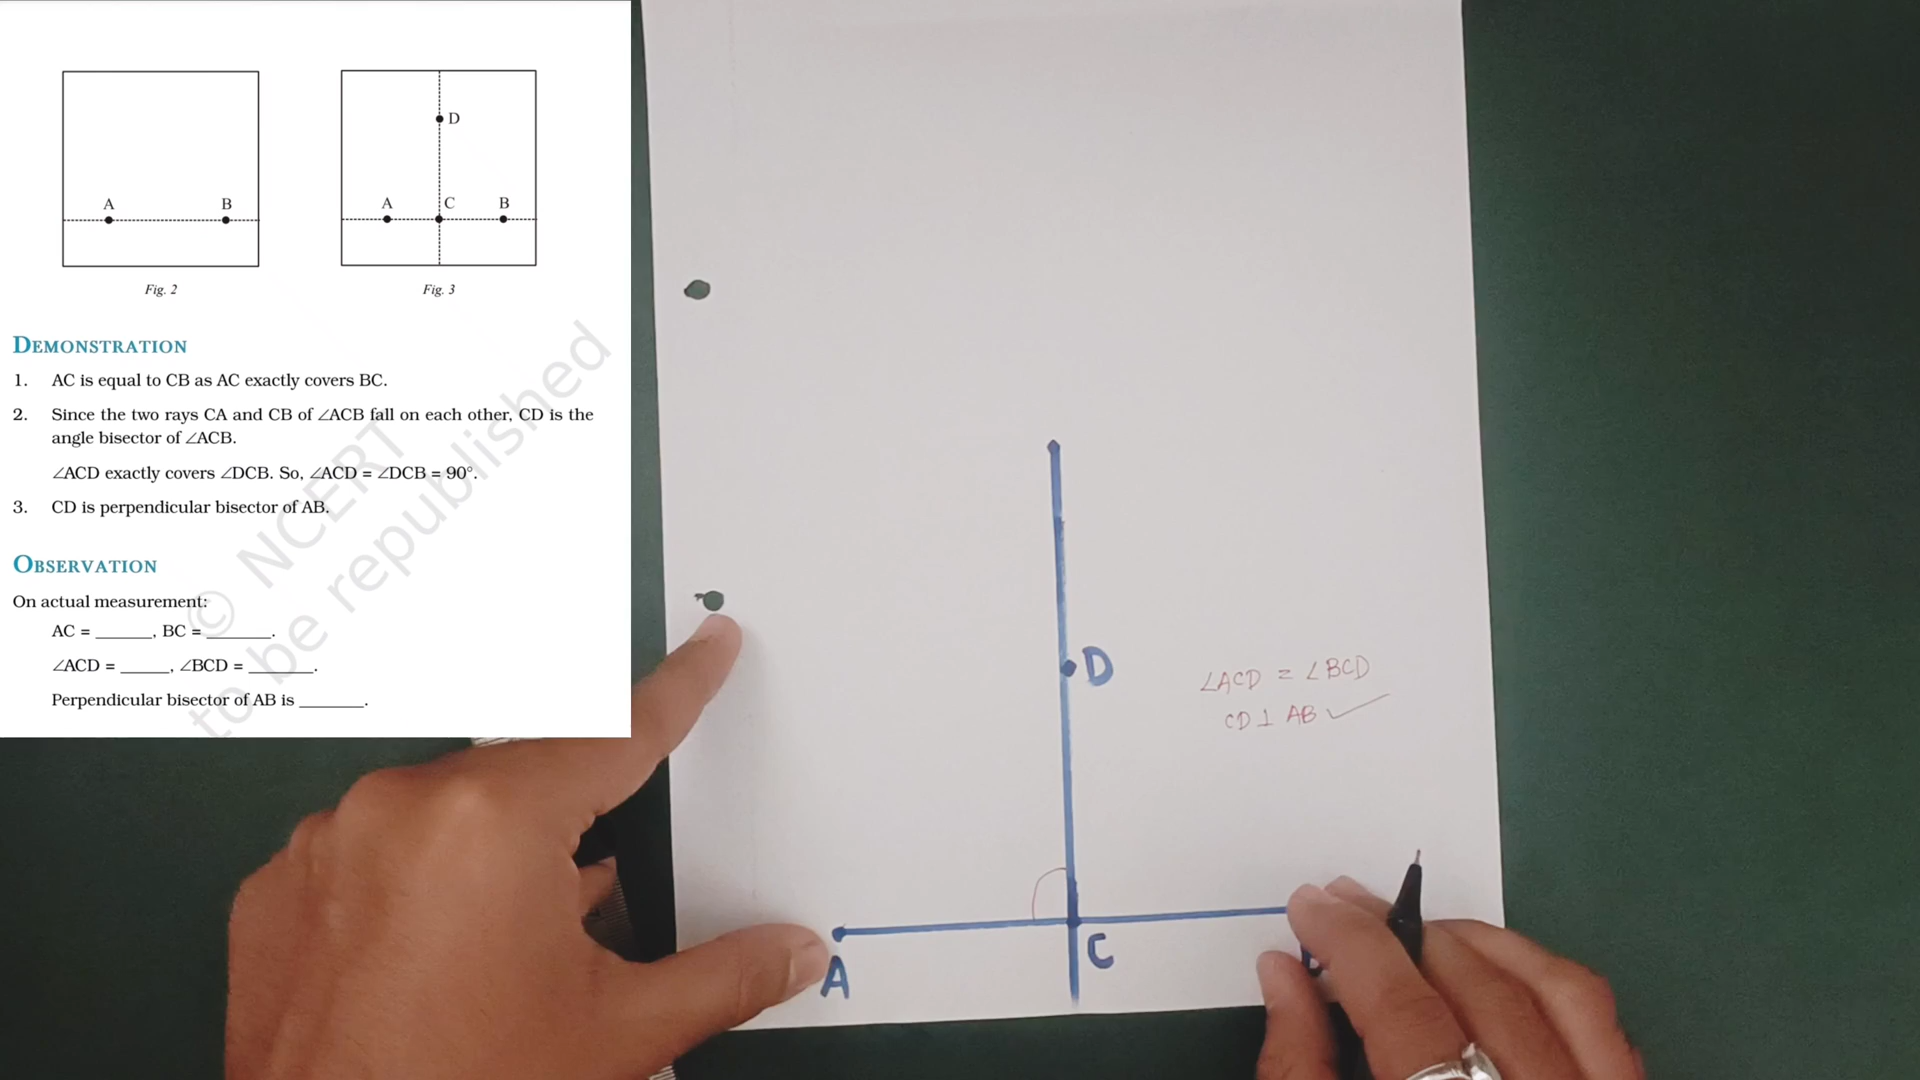 A B
D
A C B
Fig. 2 Fig. 3
DEMONSTRATION
1. AC is equal to CB as AC exactly covers BC.
2. Since the two rays CA and CB of ∠ACB fall on each other, CD is the
angle bisector of ∠ACB.
∠ACD exactly covers ∠DCB. So, ∠ACD = ∠DCB = 90°.
3. CD is perpendicular bisector of AB.
OBSERVATION
On actual measurement:
AC = ______, BC = _______.
∠ACD = _____, ∠BCD = _______.
Perpendicular bisector of AB is _______.
© NCERT
to be republished
D
∠ACD = ∠BCD
CD ⊥ AB ✓
C
A